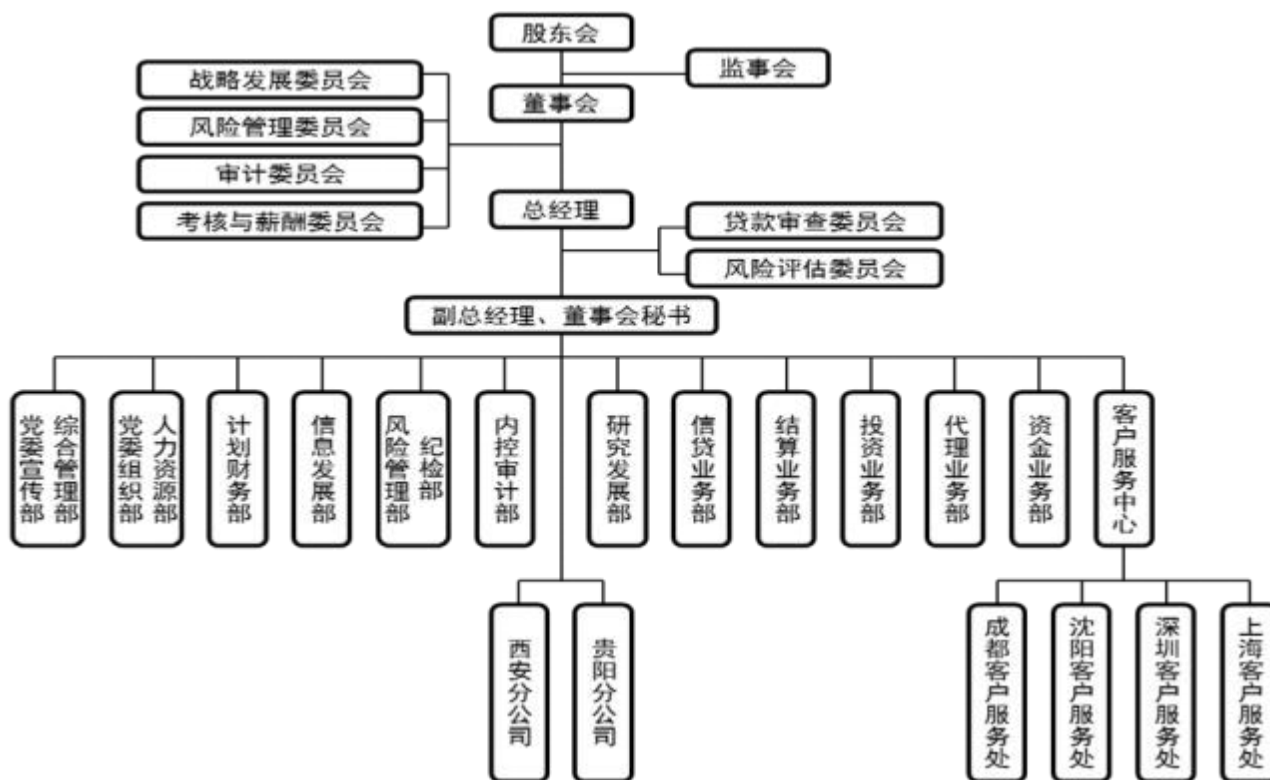 股东会
监事会
战略发展委员会
董事会
风险管理委员会
审计委员会
总经理
考核与薪酬委员会
贷款审查委员会
风险评估委员会
副总经理、董事会秘书
综合管理部
党委宣传部
人力资源部
党委组织部
计划财务部
信息发展部
纪检部
风险管理部
内控审计部
研究发展部
信贷业务部
结算业务部
投资业务部
代理业务部
资金业务部
客户服务中心
西安分公司
贵阳分公司
成都客户服务处
沈阳客户服务处
深圳客户服务处
上海客户服务处